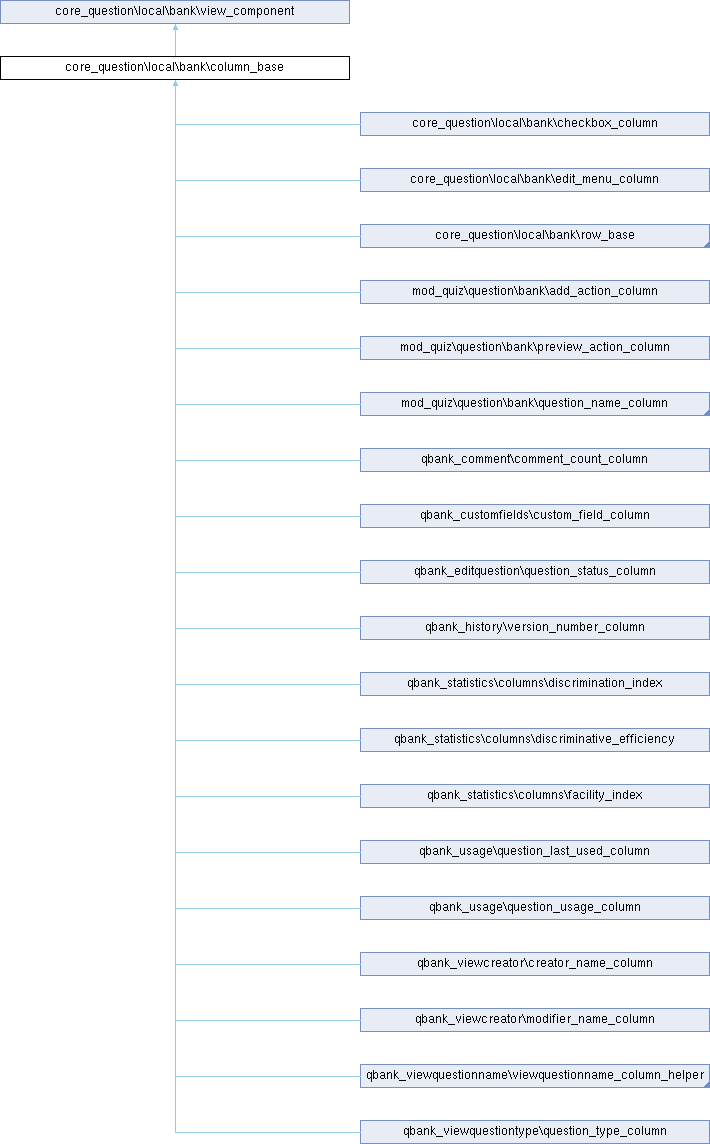 core_question\local\bank\view_component
core_question\local\bank\column_base
core_question\local\bank\checkbox_column
core_question\local\bank\edit_menu_column
core_question\local\bank\row_base
mod_quiz\question\bank\add_action_column
mod_quiz\question\bank\preview_action_column
mod_quiz\question\bank\question_name_column
qbank_comment\comment_count_column
qbank_customfields\custom_field_column
qbank_editquestion\question_status_column
qbank_history\version_number_column
qbank_statistics\columns\discrimination_index
qbank_statistics\columns\discriminative_efficiency
qbank_statistics\columns\facility_index
qbank_usage\question_last_used_column
qbank_usage\question_usage_column
qbank_viewcreator\creator_name_column
qbank_viewcreator\modifier_name_column
qbank_viewquestionname\viewquestionname_column_helper
qbank_viewquestiontype\question_type_column